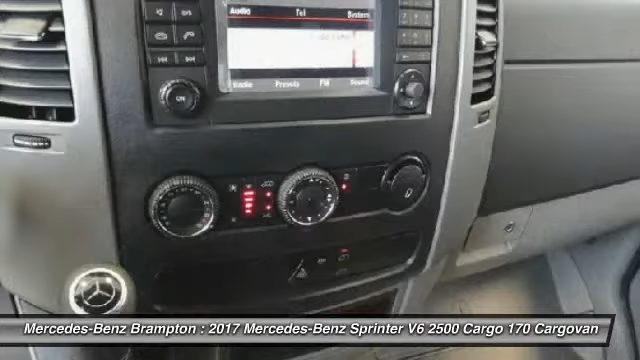 Audio Tel System
Radio Presets FM Sound
ON
Mercedes-Benz Brampton : 2017 Mercedes-Benz Sprinter V6 2500 Cargo 170 Cargovan